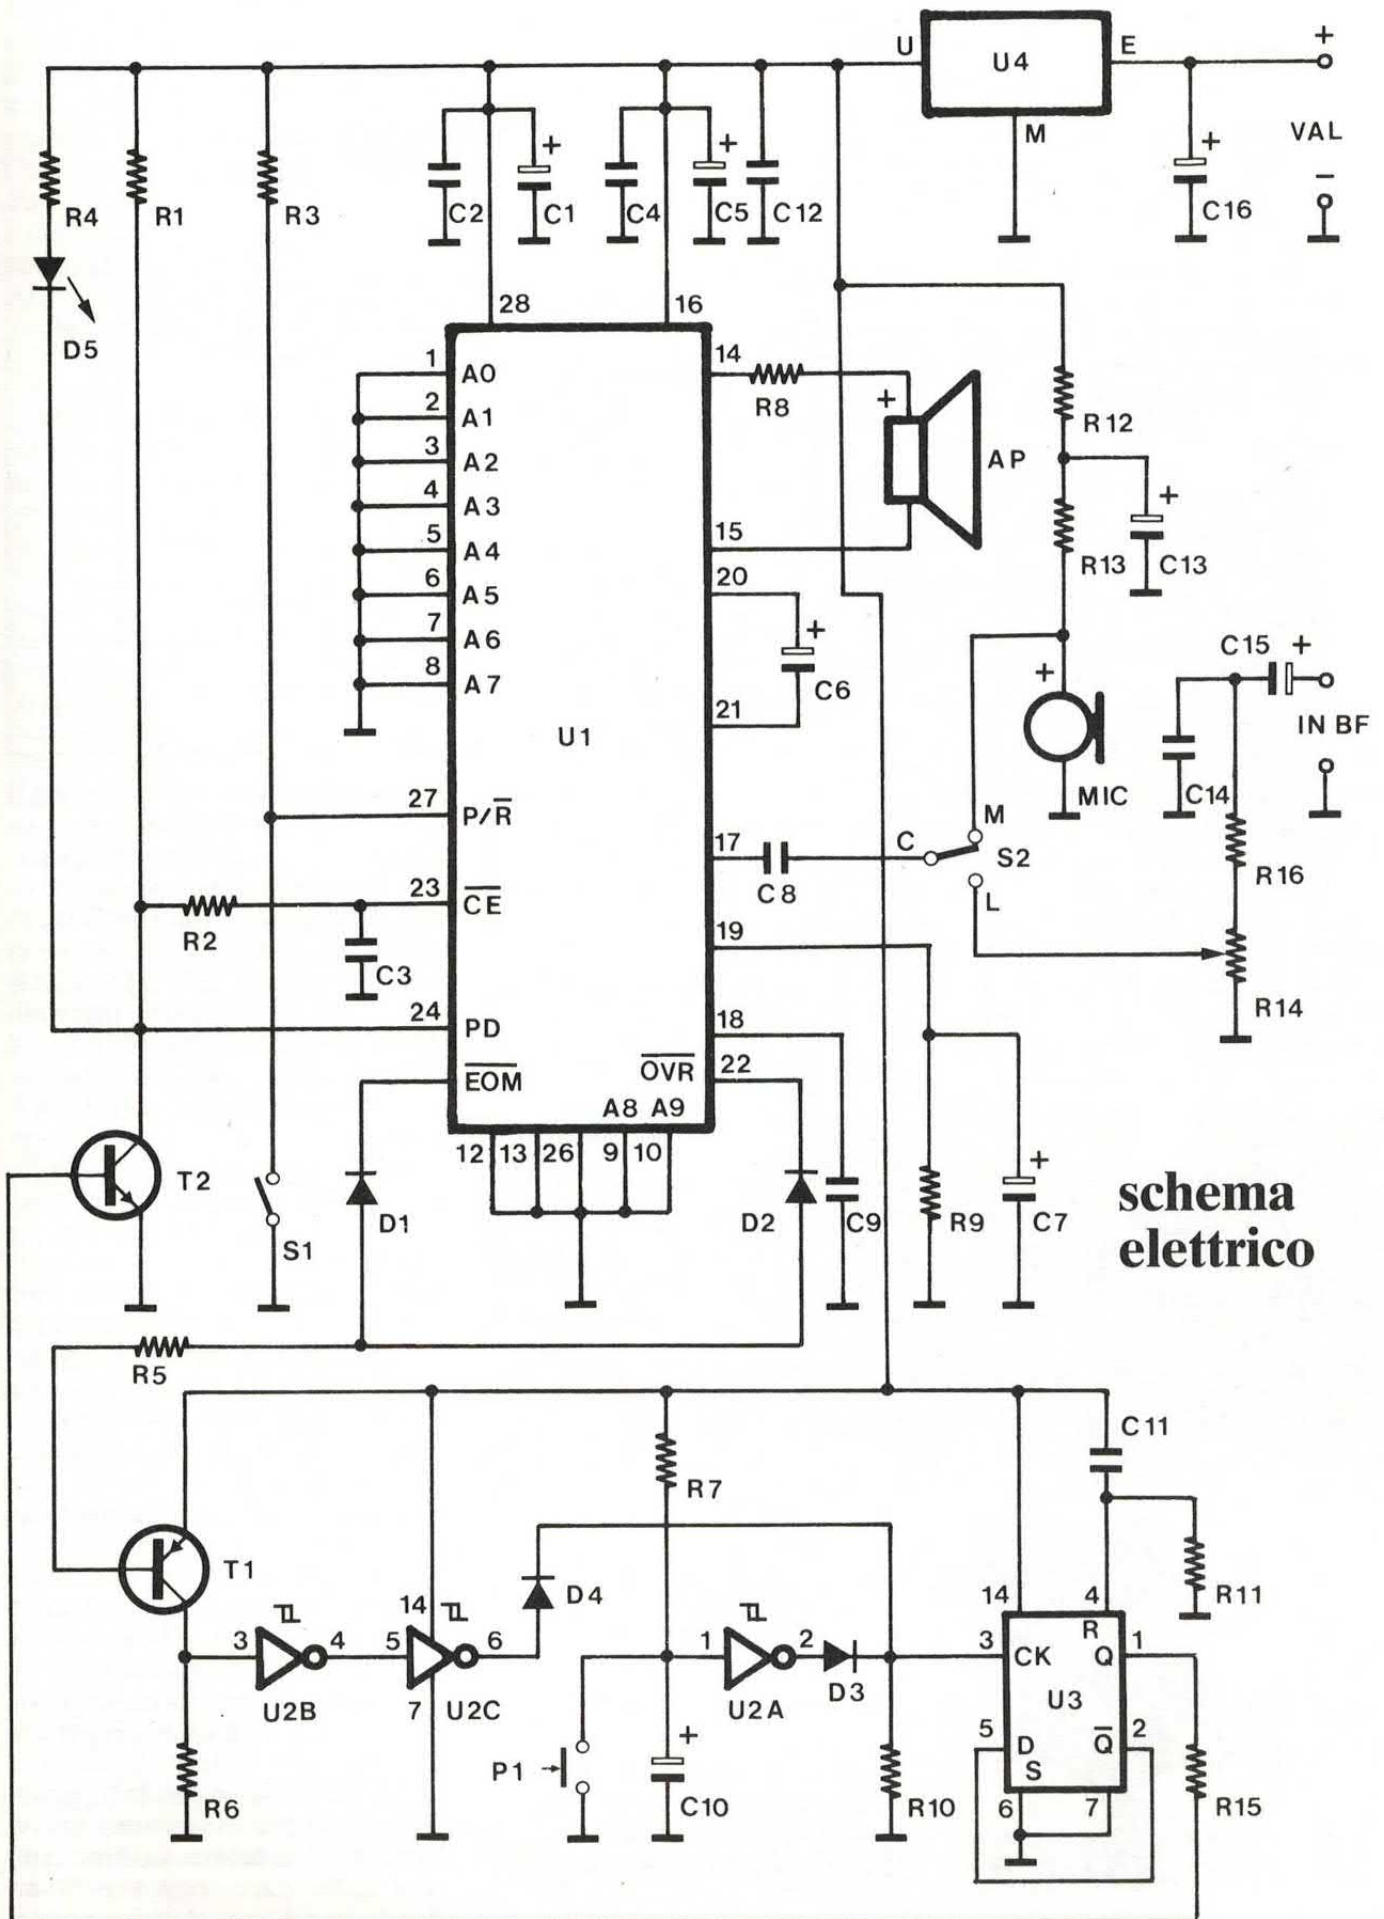 U
U4
E
+
M
VAL
R4
R1
R3
+
+
+
−
C2
C1
C4
C5
C12
C16
D5
28
16
1
A0
2
A1
3
A2
4
A3
5
A4
6
A5
7
A6
8
A7
14
R8
+
AP
R12
15
20
+
R13
C13
+
C6
21
U1
C15
+
+
IN BF
MIC
C14
27
P/R̅
17
C
M
S2
C8
L
R16
23
C̅E̅
R2
C3
19
R14
24
PD
18
E̅O̅M̅
O̅V̅R̅
22
A8 A9
12
13
26
9
10
T2
S1
D1
D2
C9
R9
+
C7
schema
elettrico
R5
C11
R7
T1
D4
R11
14
14
4
3
4
5
6
1
2
3
CK
R
Q
1
U2B
7
U2C
U2A
D3
U3
5
D
Q̅
2
S
P1
+
R6
C10
R10
6
7
R15